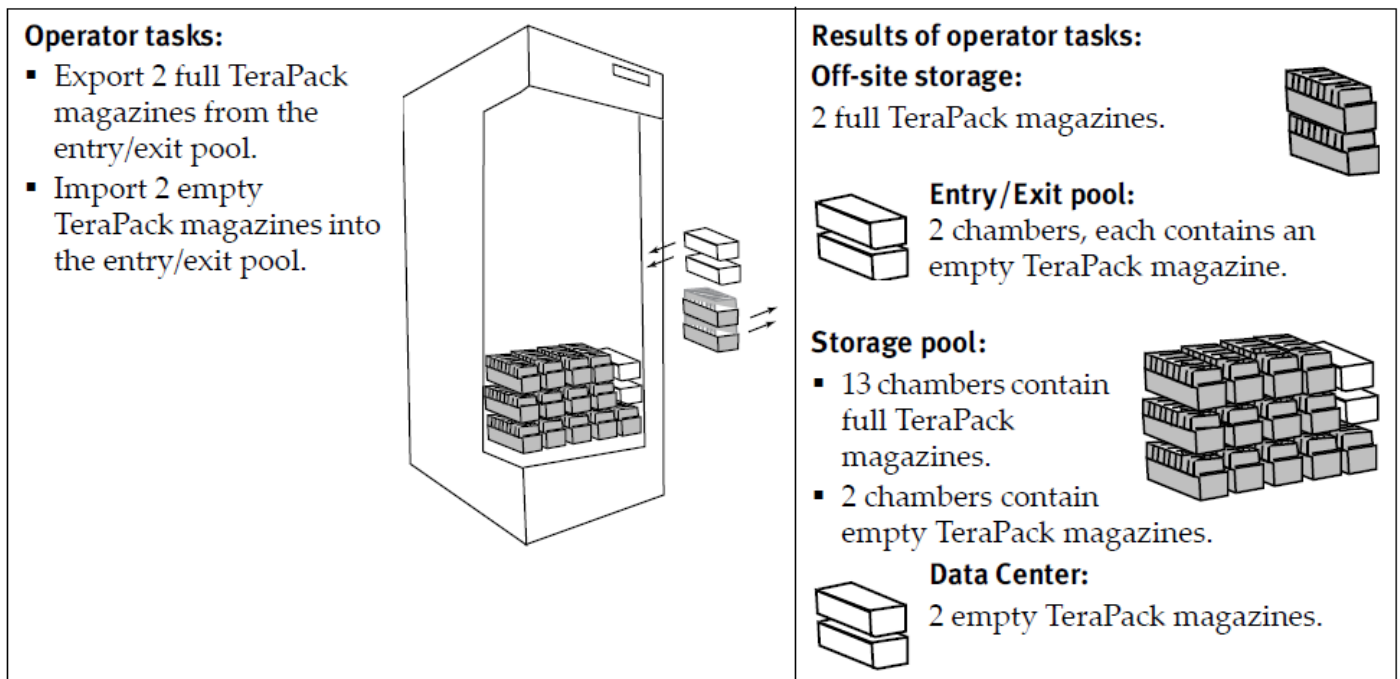 Operator tasks:
▪ Export 2 full TeraPack
magazines from the
entry/exit pool.
▪ Import 2 empty
TeraPack magazines into
the entry/exit pool.
Results of operator tasks:
Off-site storage:
2 full TeraPack magazines.
Entry/Exit pool:
2 chambers, each contains an
empty TeraPack magazine.
Storage pool:
▪ 13 chambers contain
full TeraPack
magazines.
▪ 2 chambers contain
empty TeraPack magazines.
Data Center:
2 empty TeraPack magazines.